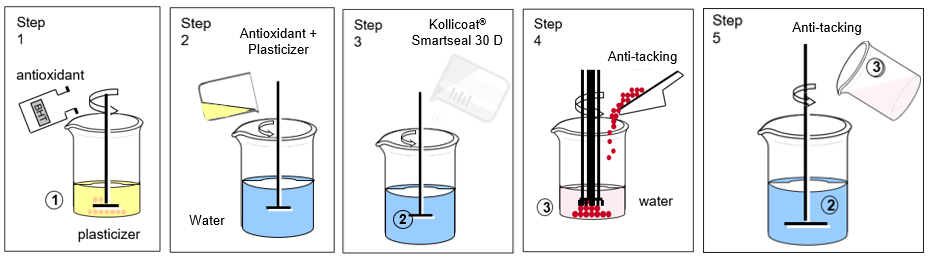 Step
1
antioxidant
BHT
1
plasticizer
Step
2
Antioxidant +
Plasticizer
Water
Step
3
Kollicoat®
Smartseal 30 D
2
Step
4
Anti-tacking
3
water
Step
5
Anti-tacking
3
2